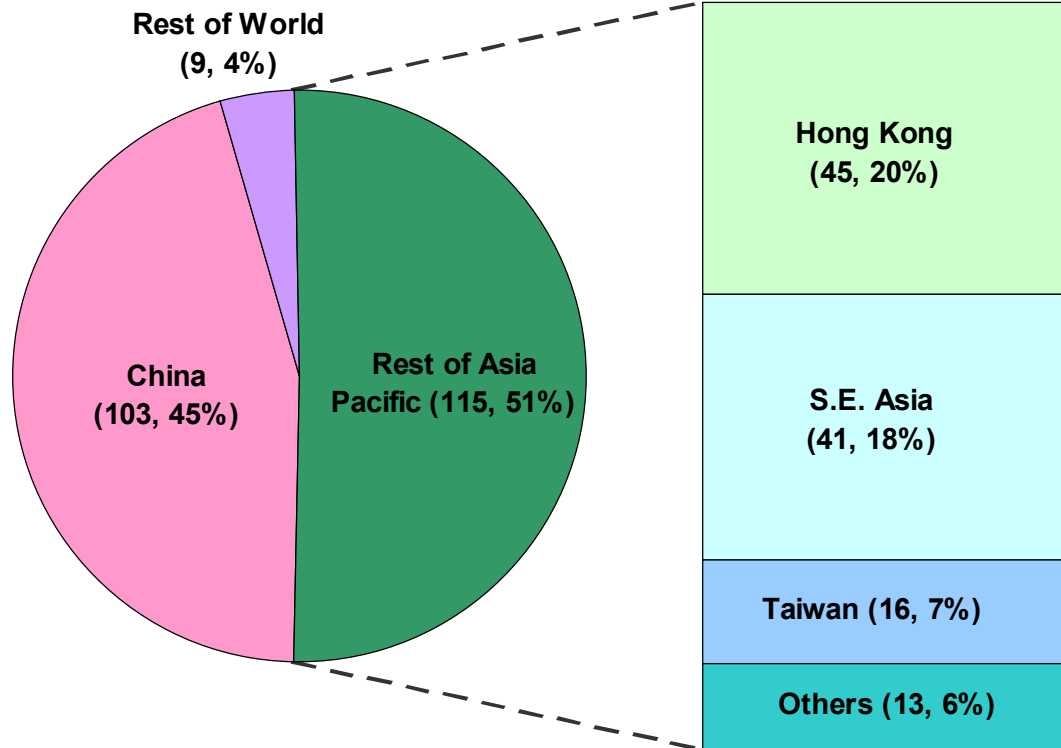 Rest of World
(9, 4%)
China
(103, 45%)
Rest of Asia
Pacific (115, 51%)
Hong Kong
(45, 20%)
S.E. Asia
(41, 18%)
Taiwan (16, 7%)
Others (13, 6%)